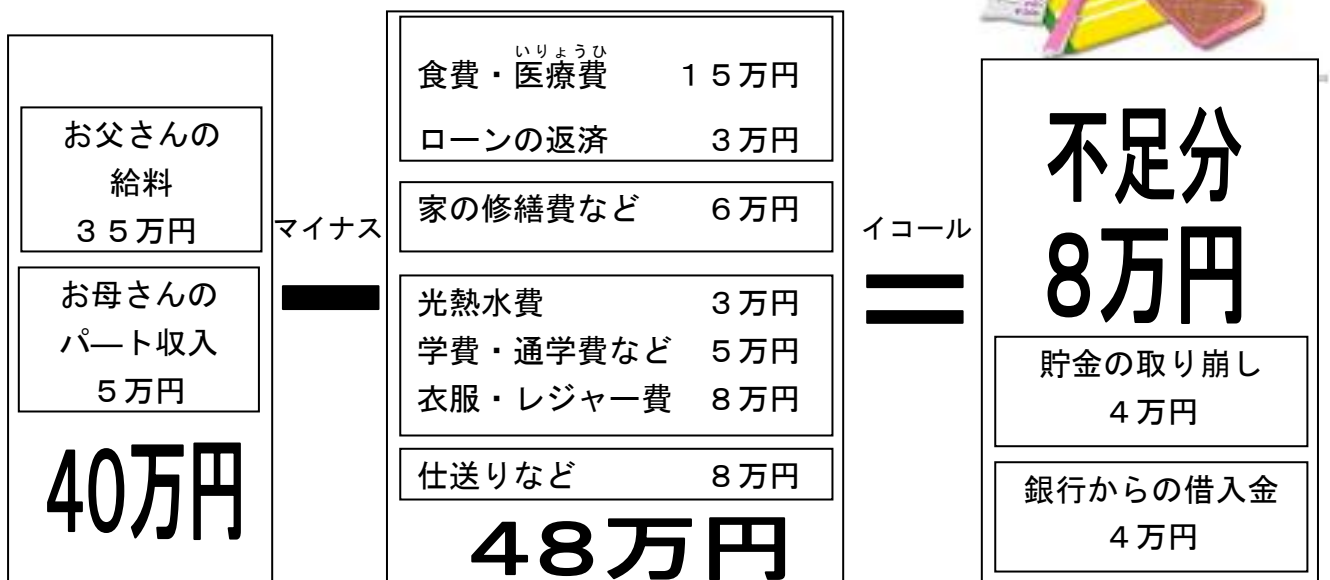 お父さんの
給料
３５万円
お母さんの
パ―ト収入
５万円
40万円
マイナス
いりょうひ
食費・医療費 １５万円
ローンの返済 ３万円
家の修繕費など ６万円
光熱水費 ３万円
学費・通学費など ５万円
衣服・レジャー費 ８万円
仕送りなど ８万円
４８万円
イコール
不足分
8万円
貯金の取り崩し
４万円
銀行からの借入金
４万円